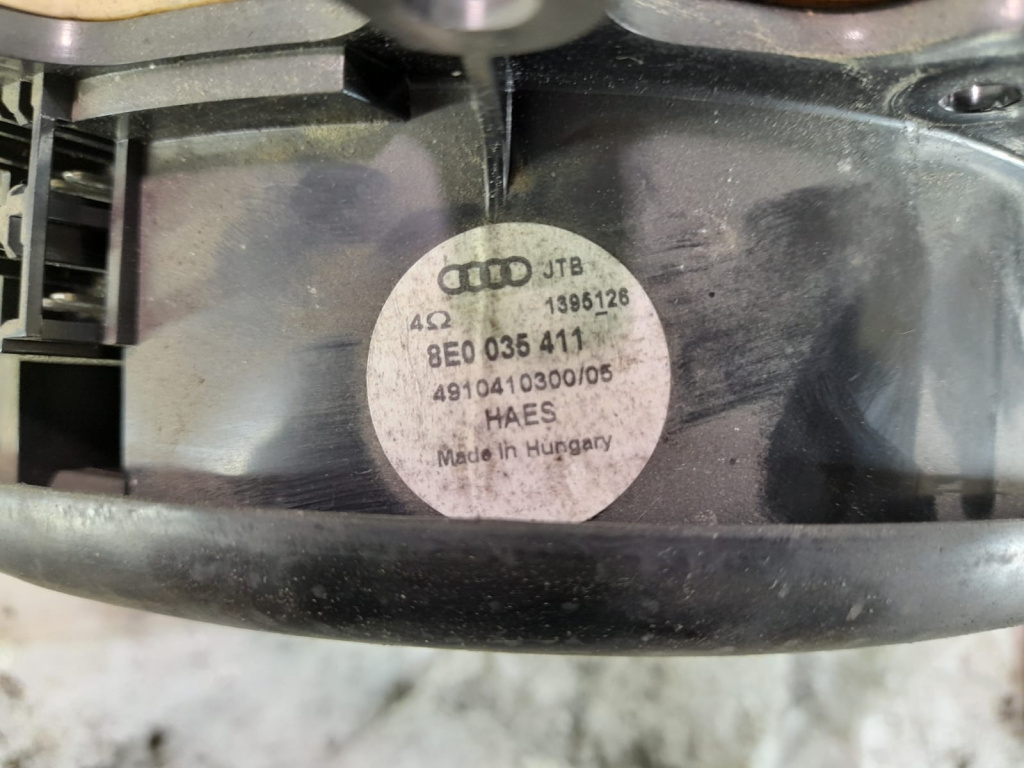 JTB
1395126
4Ω
8E0 035 411
4910410300/05
HAES
Made in Hungary